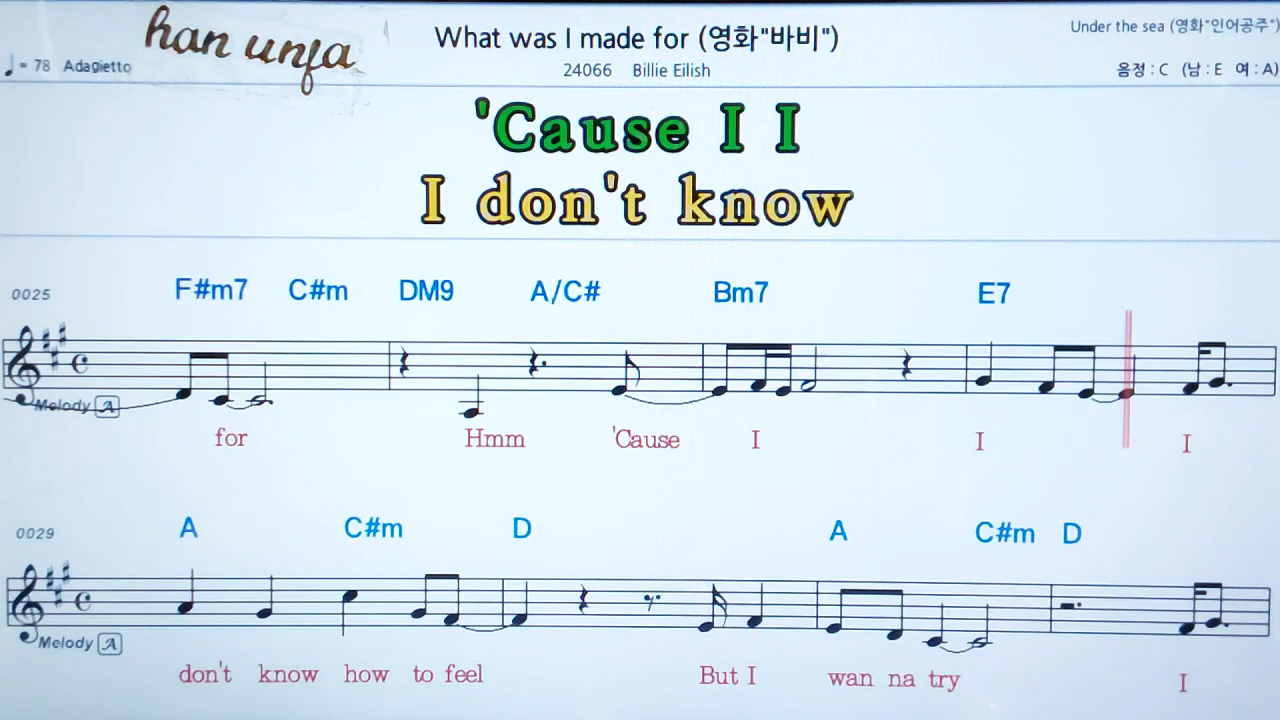 han unja
What was I made for (영화"바비")
Under the sea (영화"인어공주")
♩= 78 Adagietto
24066 Billie Eilish
음정 : C (남 : E 여 : A)
'Cause I I
I don't know
0025 F#m7 C#m DM9 A/C# Bm7 E7
Melody A
for Hmm 'Cause I I I
0029 A C#m D A C#m D
Melody A
don't know how to feel But I wan na try I